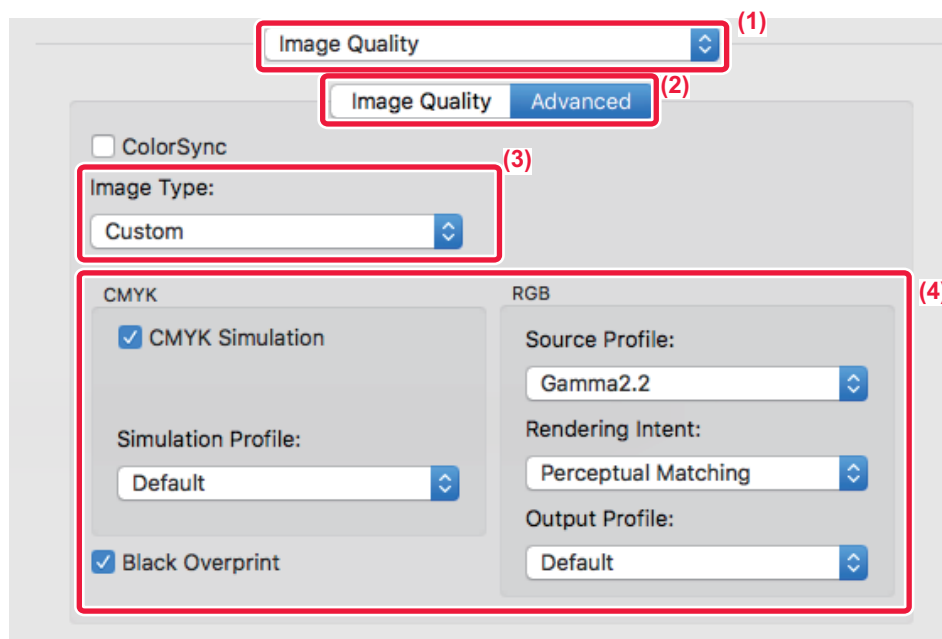 (1)
Image Quality
(2)
Image Quality Advanced
ColorSync
(3)
Image Type:
Custom
(4)
CMYK
CMYK Simulation
Simulation Profile:
Default
Black Overprint
RGB
Source Profile:
Gamma2.2
Rendering Intent:
Perceptual Matching
Output Profile:
Default